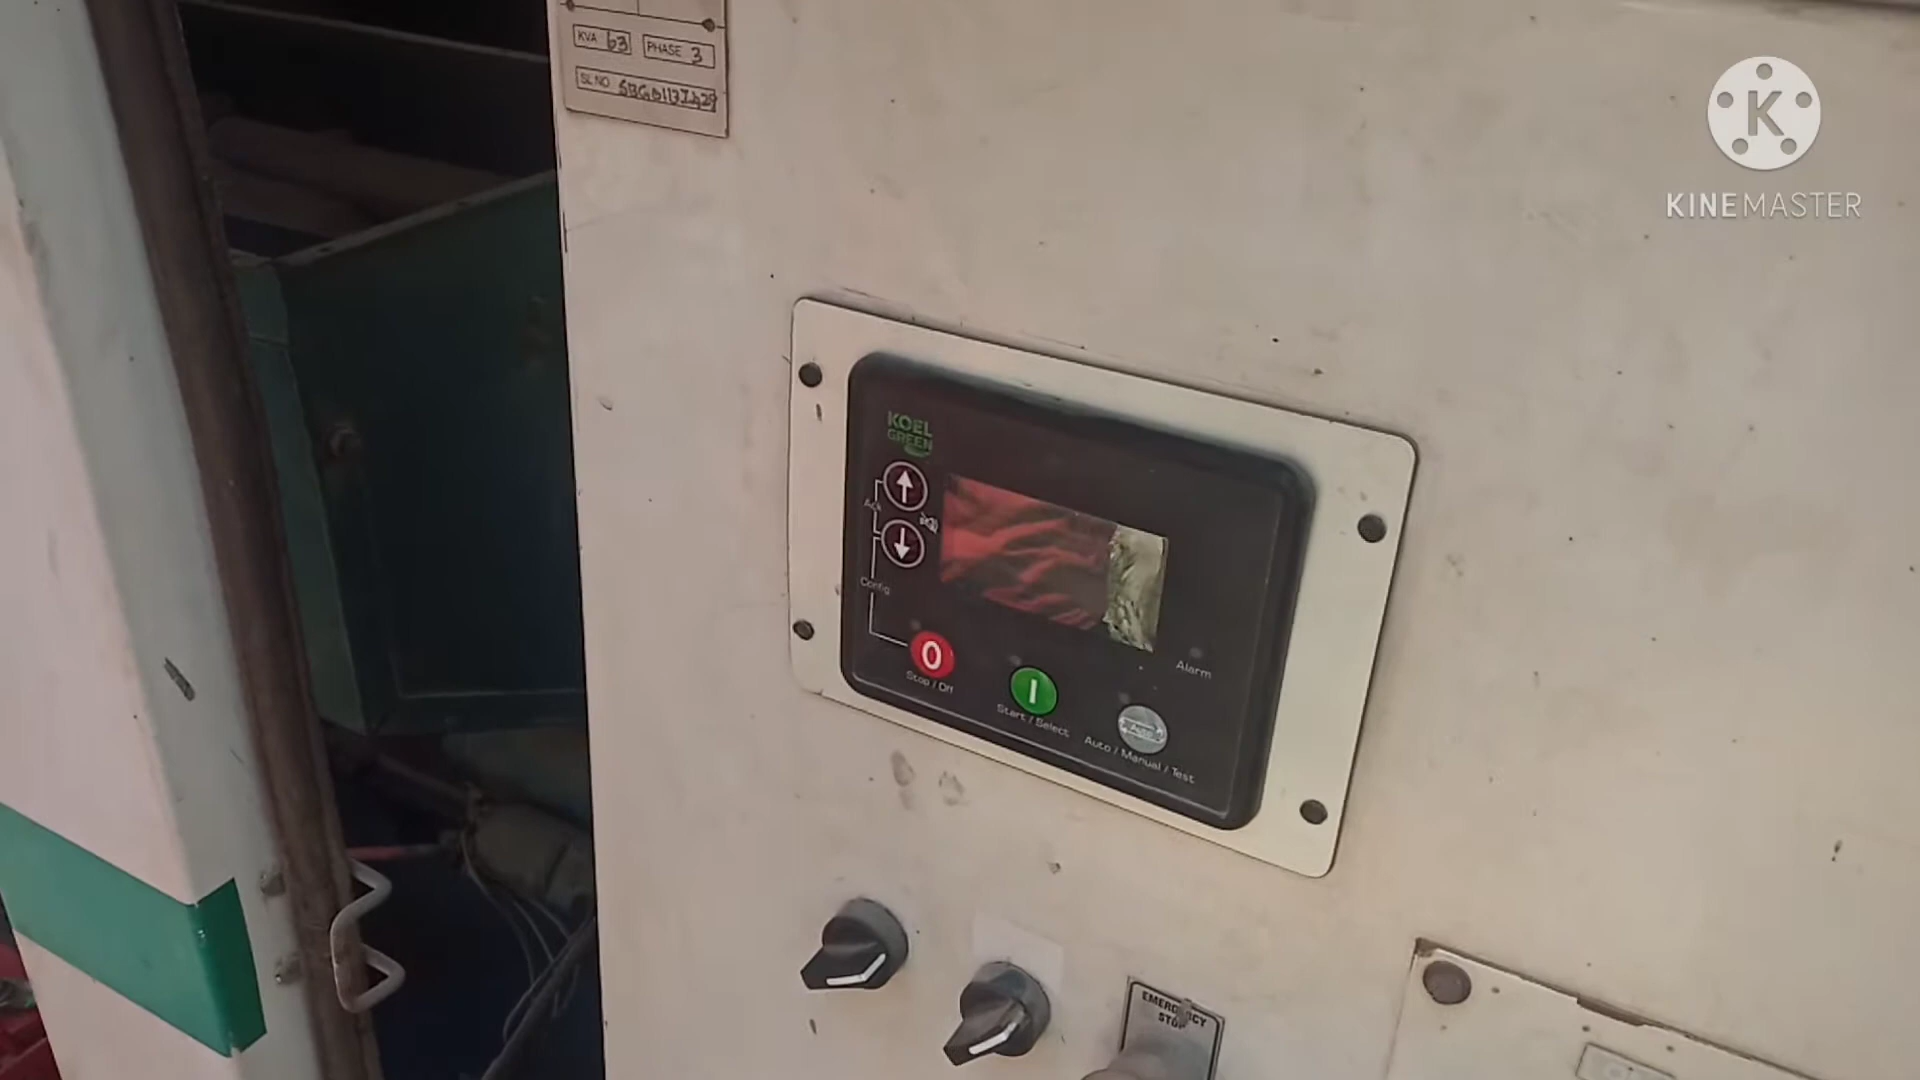 KVA 63 PHASE 3
SL NO
K
KINEMASTER
KOEL
GREEN
Ack
Config
O
Stop / Off
I
Start / Select
Auto
Auto / Manual / Test
Alarm
EMERGENCY
STOP